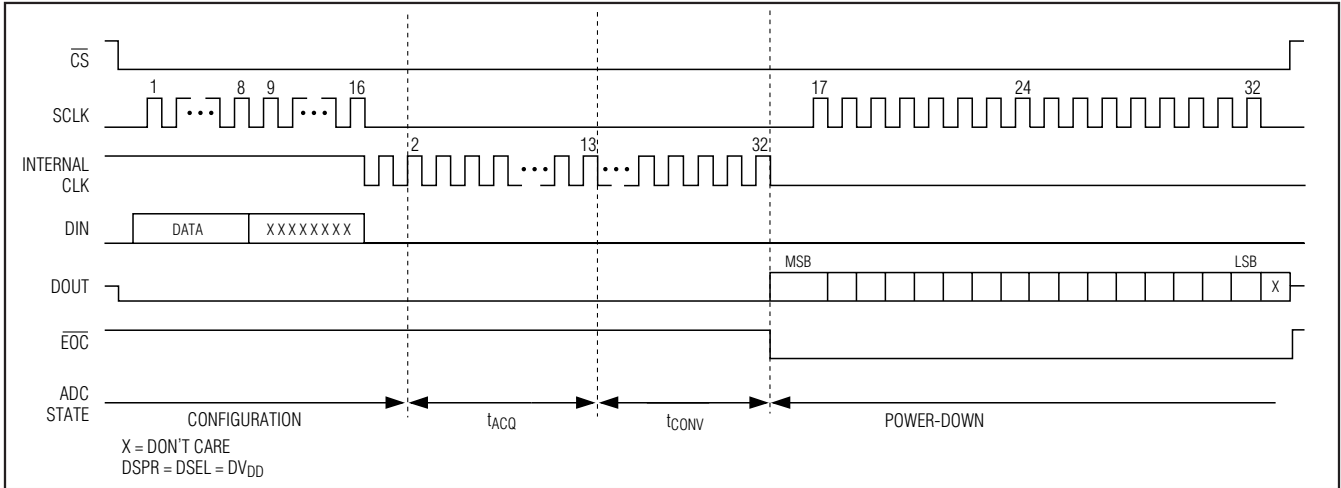 CS
1 8 9 16 17 24 32
SCLK
2 13 32
INTERNAL
CLK
DIN DATA X X X X X X X X
MSB LSB
DOUT X
EOC
ADC
STATE
CONFIGURATION tACQ tCONV POWER-DOWN
X = DON'T CARE
DSPR = DSEL = DVDD